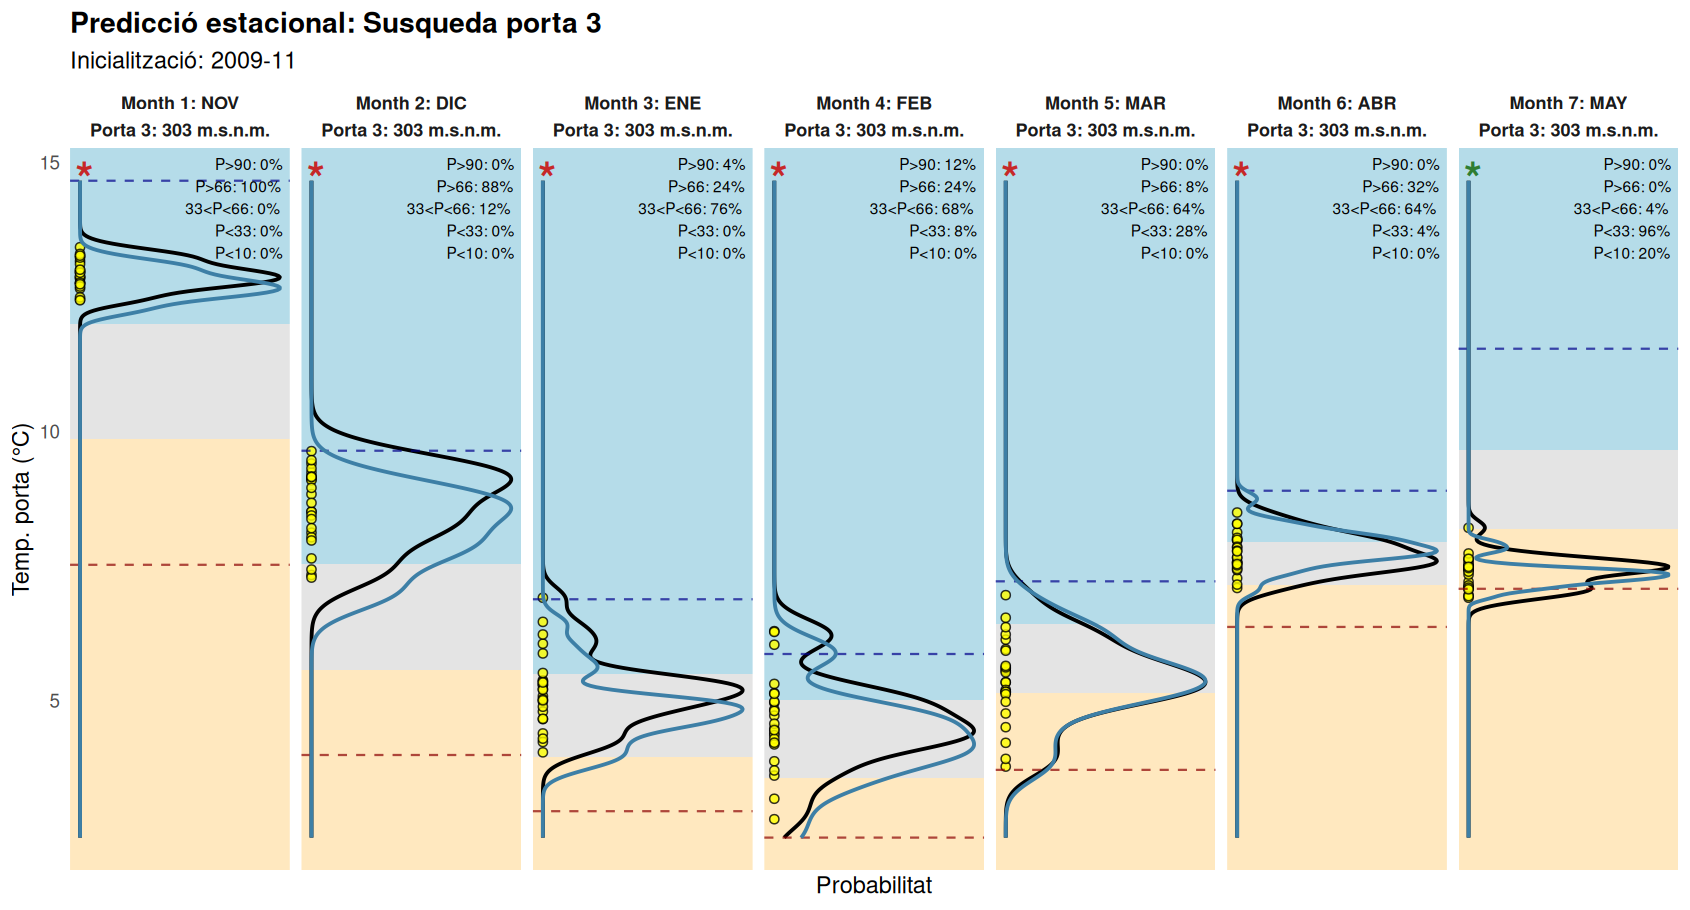 Predicció estacional: Susqueda porta 3
Inicialització: 2009-11
Month 1: NOV
Porta 3: 303 m.s.n.m.
Month 2: DIC
Porta 3: 303 m.s.n.m.
Month 3: ENE
Porta 3: 303 m.s.n.m.
Month 4: FEB
Porta 3: 303 m.s.n.m.
Month 5: MAR
Porta 3: 303 m.s.n.m.
Month 6: ABR
Porta 3: 303 m.s.n.m.
Month 7: MAY
Porta 3: 303 m.s.n.m.
Temp. porta (°C)
15
10
5
*
P>90: 0%
P>66: 100%
33<P<66: 0%
P<33: 0%
P<10: 0%
*
P>90: 0%
P>66: 88%
33<P<66: 12%
P<33: 0%
P<10: 0%
*
P>90: 4%
P>66: 24%
33<P<66: 76%
P<33: 0%
P<10: 0%
*
P>90: 12%
P>66: 24%
33<P<66: 68%
P<33: 8%
P<10: 0%
*
P>90: 0%
P>66: 8%
33<P<66: 64%
P<33: 28%
P<10: 0%
*
P>90: 0%
P>66: 32%
33<P<66: 64%
P<33: 4%
P<10: 0%
*
P>90: 0%
P>66: 0%
33<P<66: 4%
P<33: 96%
P<10: 20%
Probabilitat